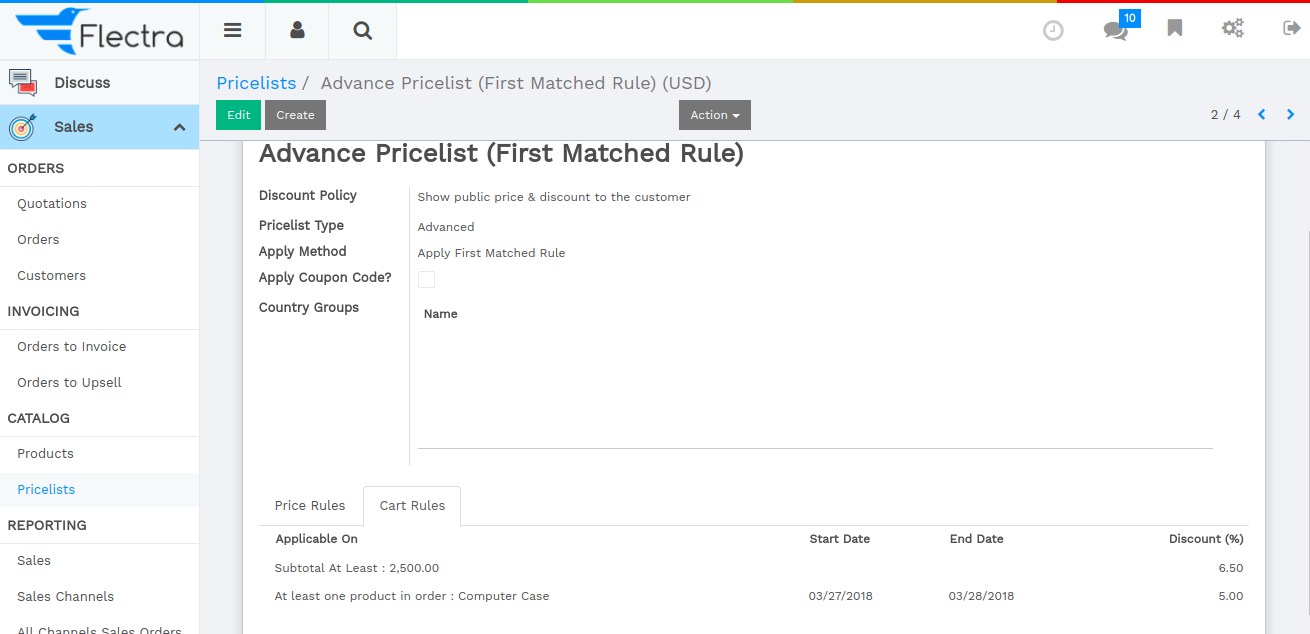 Flectra
10
Discuss
Sales
ORDERS
Quotations
Orders
Customers
INVOICING
Orders to Invoice
Orders to Upsell
CATALOG
Products
Pricelists
REPORTING
Sales
Sales Channels
All Channels Sales Orders
Pricelists / Advance Pricelist (First Matched Rule) (USD)
Edit Create Action 2 / 4
Advance Pricelist (First Matched Rule)
Discount Policy Show public price & discount to the customer
Pricelist Type Advanced
Apply Method Apply First Matched Rule
Apply Coupon Code?
Country Groups Name
Price Rules Cart Rules
Applicable On Start Date End Date Discount (%)
Subtotal At Least : 2,500.00 6.50
At least one product in order : Computer Case 03/27/2018 03/28/2018 5.00